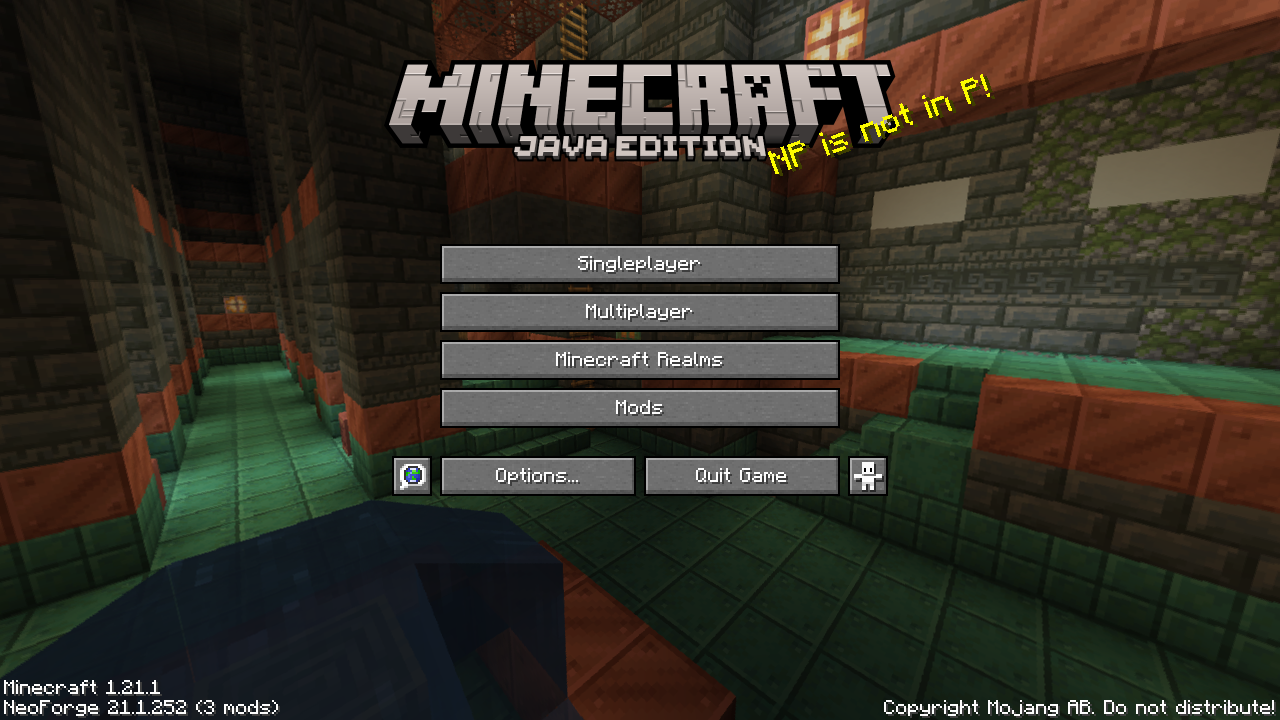 MINECRAFT
JAVA EDITION
NP is not in P!
Singleplayer
Multiplayer
Minecraft Realms
Mods
Options...
Quit Game
Minecraft 1.21.1
NeoForge 21.1.252 (3 mods)
Copyright Mojang AB. Do not distribute!